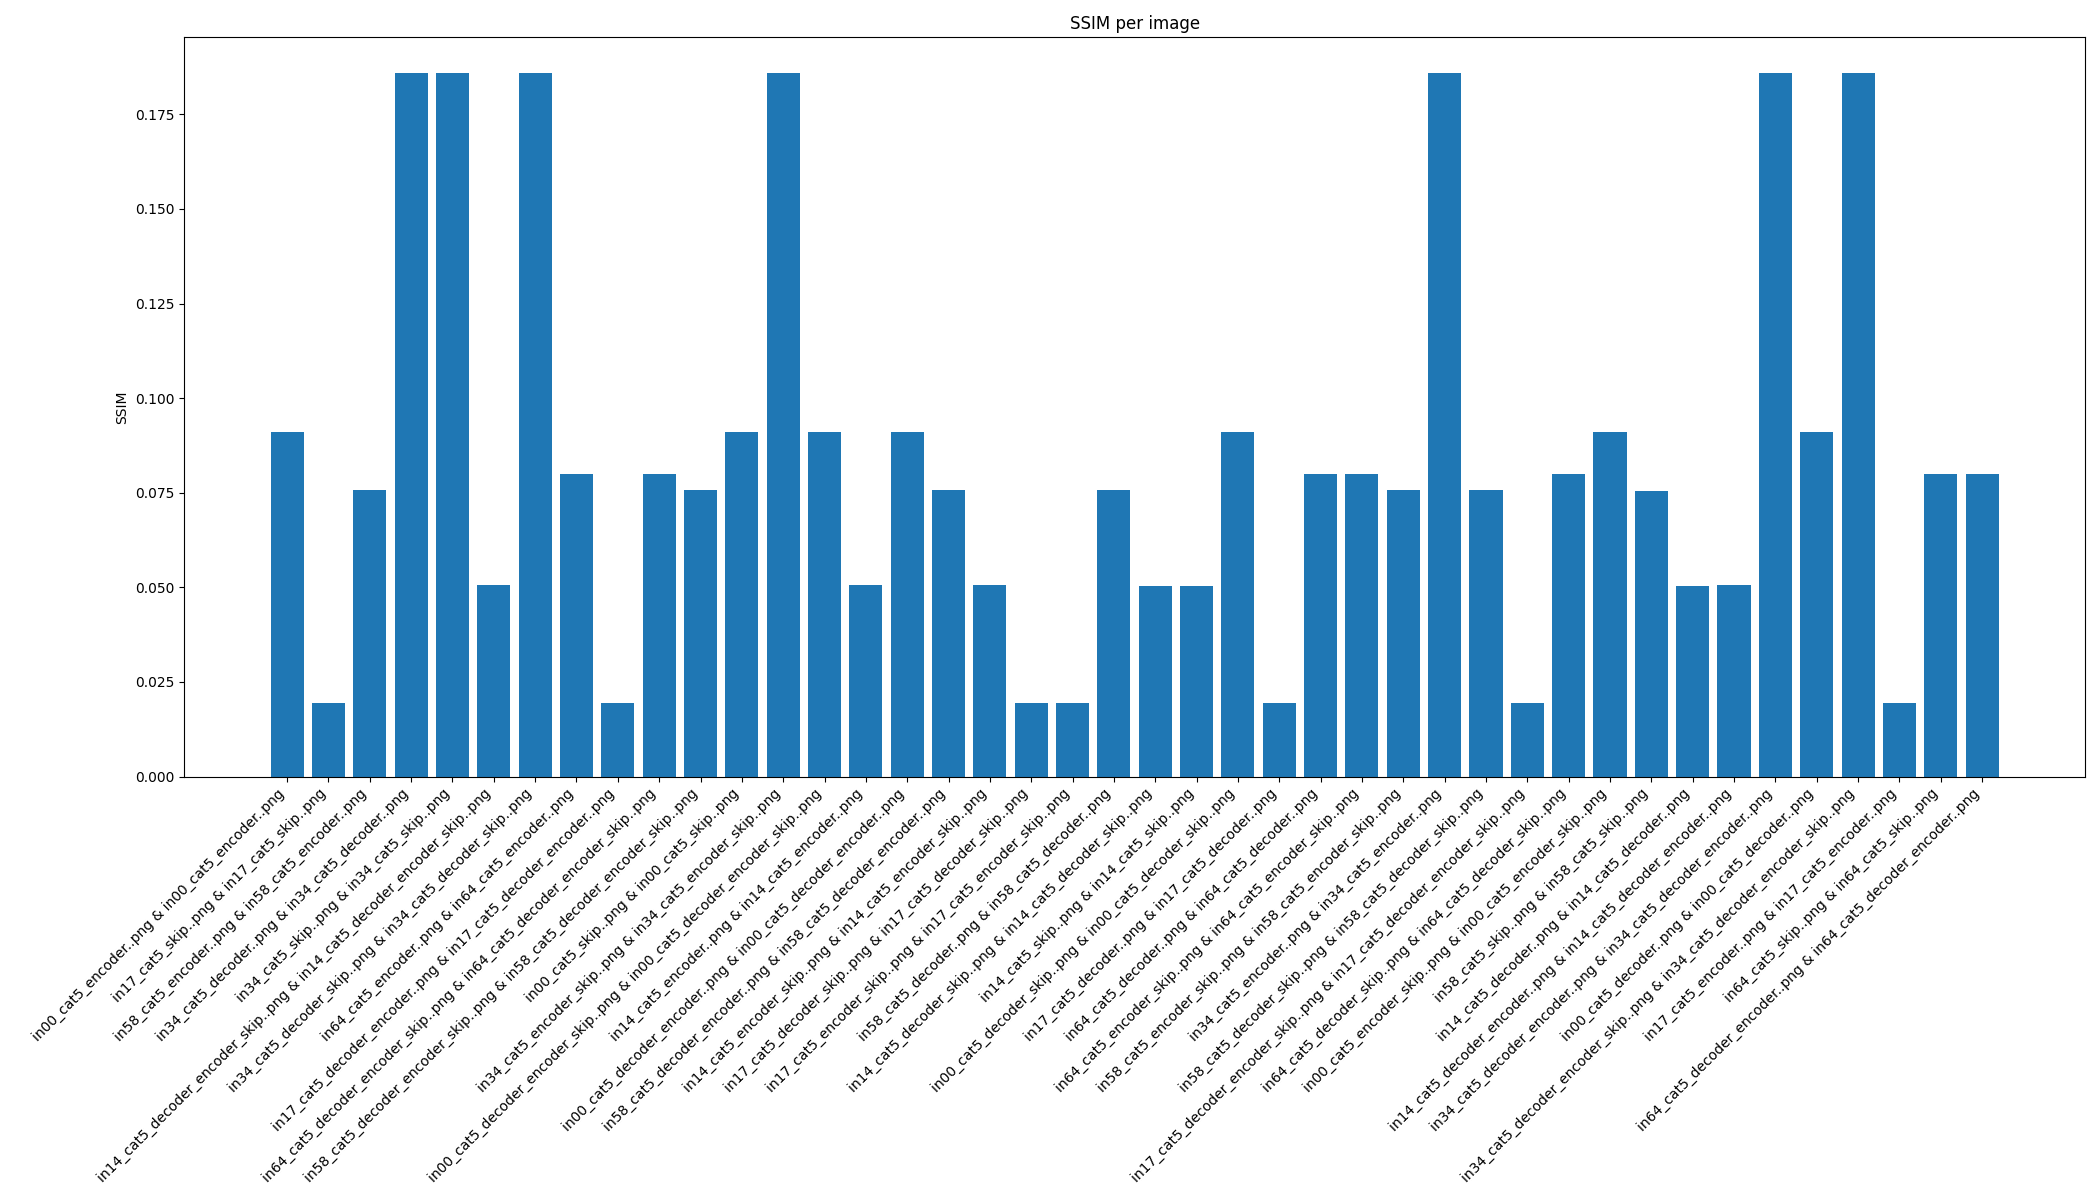 SSIM per image
SSIM
0.175
0.150
0.125
0.100
0.075
0.050
0.025
0.000
in00_cat5_encoder..png & in00_cat5_encoder.png
in17_cat5_skip..png & in17_cat5_skip..png
in58_cat5_encoder..png & in58_cat5_encoder..png
in34_cat5_decoder..png & in34_cat5_decoder..png
in34_cat5_skip..png & in34_cat5_skip..png
in14_cat5_decoder_encoder_skip..png & in14_cat5_decoder_encoder_skip..png
in34_cat5_decoder_skip..png & in34_cat5_decoder_skip..png
in64_cat5_encoder..png & in64_cat5_encoder..png
in17_cat5_decoder_encoder..png & in17_cat5_decoder_encoder..png
in64_cat5_decoder_encoder_skip..png & in64_cat5_decoder_encoder_skip..png
in58_cat5_decoder_encoder_skip..png & in58_cat5_decoder_encoder_skip..png
in00_cat5_skip..png & in00_cat5_skip..png
in34_cat5_encoder_skip..png & in34_cat5_encoder_skip..png
in00_cat5_decoder_encoder_skip..png & in00_cat5_decoder_encoder_skip..png
in14_cat5_encoder..png & in14_cat5_encoder..png
in00_cat5_decoder_encoder..png & in00_cat5_decoder_encoder..png
in58_cat5_decoder_encoder..png & in58_cat5_decoder_encoder..png
in14_cat5_encoder_skip..png & in14_cat5_encoder_skip..png
in17_cat5_decoder_skip..png & in17_cat5_decoder_skip..png
in17_cat5_encoder_skip..png & in17_cat5_encoder_skip..png
in58_cat5_decoder..png & in58_cat5_decoder..png
in14_cat5_decoder_skip..png & in14_cat5_decoder_skip..png
in14_cat5_skip..png & in14_cat5_skip..png
in00_cat5_decoder_skip..png & in00_cat5_decoder_skip..png
in17_cat5_decoder..png & in17_cat5_decoder..png
in64_cat5_decoder..png & in64_cat5_decoder..png
in64_cat5_encoder_skip..png & in64_cat5_encoder_skip..png
in58_cat5_encoder_skip..png & in58_cat5_encoder_skip..png
in34_cat5_encoder..png & in34_cat5_encoder..png
in58_cat5_decoder_skip..png & in58_cat5_decoder_skip..png
in17_cat5_decoder_encoder_skip..png & in17_cat5_decoder_encoder_skip..png
in64_cat5_decoder_skip..png & in64_cat5_decoder_skip..png
in00_cat5_encoder_skip..png & in00_cat5_encoder_skip..png
in58_cat5_skip..png & in58_cat5_skip..png
in14_cat5_decoder..png & in14_cat5_decoder..png
in14_cat5_decoder_encoder..png & in14_cat5_decoder_encoder..png
in34_cat5_decoder_encoder..png & in34_cat5_decoder_encoder..png
in00_cat5_decoder..png & in00_cat5_decoder..png
in34_cat5_decoder_encoder_skip..png & in34_cat5_decoder_encoder_skip..png
in17_cat5_encoder..png & in17_cat5_encoder..png
in64_cat5_skip..png & in64_cat5_skip..png
in64_cat5_decoder_encoder..png & in64_cat5_decoder_encoder..png